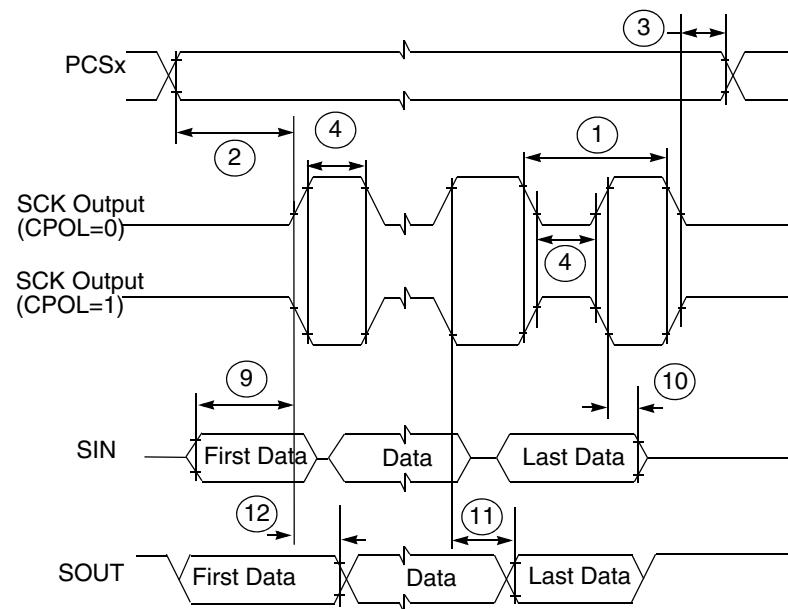 3
PCSx
2
4
1
SCK Output
(CPOL=0)
4
SCK Output
(CPOL=1)
9
10
SIN
First Data
Data
Last Data
12
11
SOUT
First Data
Data
Last Data